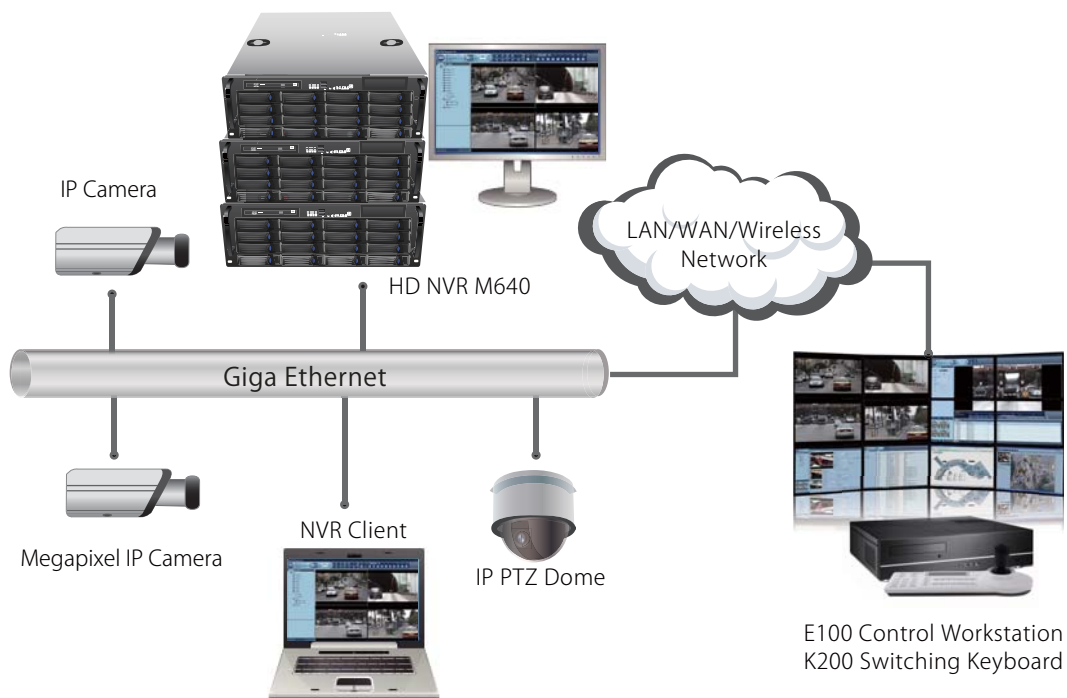 IP Camera
LAN/WAN/Wireless
Network
HD NVR M640
Giga Ethernet
NVR Client
Megapixel IP Camera
IP PTZ Dome
E100 Control Workstation
K200 Switching Keyboard